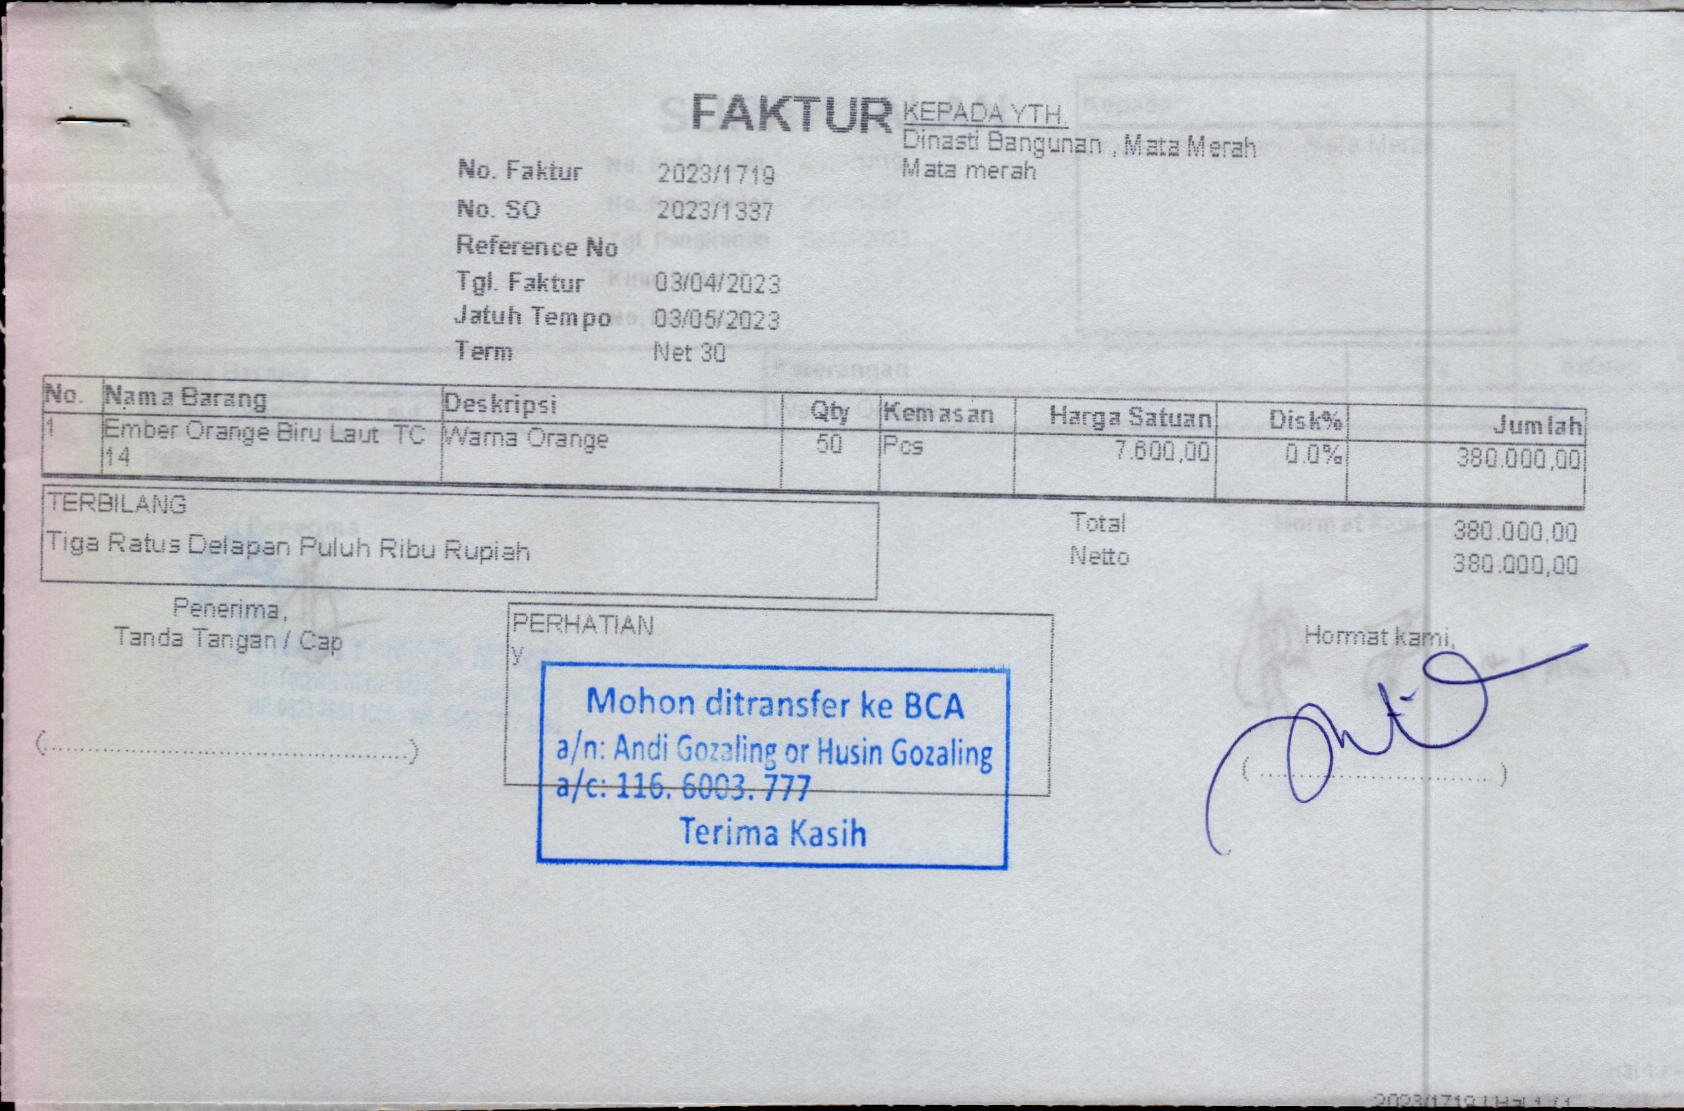 FAKTUR
KEPADA YTH.
Dinasti Bangunan , Mata Merah
Mata merah
No. Faktur 2023/1719
No. SO 2023/1337
Reference No
Tgl. Faktur 03/04/2023
Jatuh Tempo 03/05/2023
Term Net 30
No. Nama Barang Deskripsi Qty Kemasan Harga Satuan Disk% Jumlah
1 Ember Orange Biru Laut TC Warna Orange 50 Pcs 7.600,00 0.0% 380.000,00
14
TERBILANG
Tiga Ratus Delapan Puluh Ribu Rupiah
Total 380.000,00
Netto 380.000,00
Penerima,
Tanda Tangan / Cap
(..........................................................)
PERHATIAN
y
Mohon ditransfer ke BCA
a/n: Andi Gozaling or Husin Gozaling
a/c: 116. 6003. 777
Terima Kasih
Hormat kami,
(.....................................)
2023/1719 | Hal 1 / 1